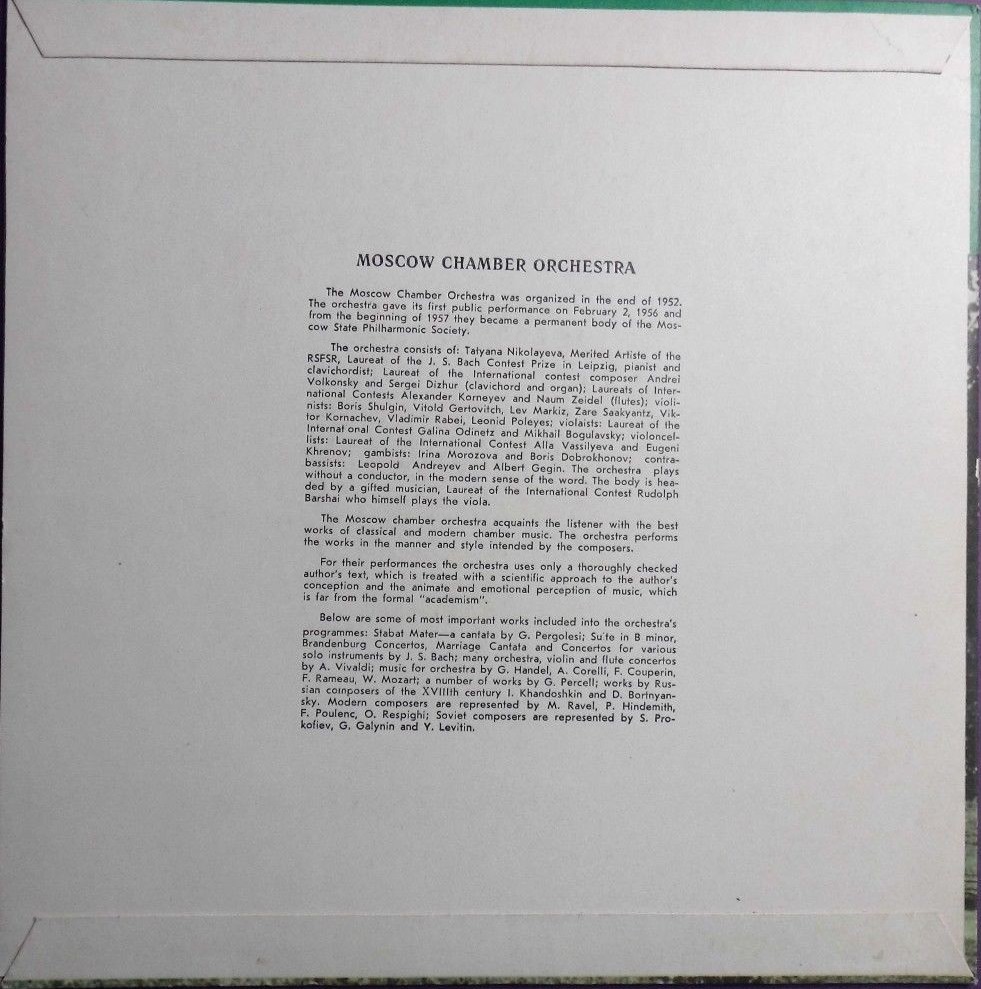 MOSCOW CHAMBER ORCHESTRA
The Moscow Chamber Orchestra was organized in the end of 1952.
The orchestra gave its first public performance on February 2, 1956 and
from the beginning of 1957 they became a permanent body of the Mos-
cow State Philharmonic Society.
The orchestra consists of: Tatyana Nikolayeva, Merited Artiste of the
RSFSR, Laureat of the J. S. Bach Contest Prize in Leipzig, pianist and
clavichordist; Laureat of the International contest composer Andrei
Volkonsky and Sergei Dizhur (clavichord and organ); Laureats of Inter-
national Contests Alexander Korneyev and Naum Zeidel (flutes); violi-
nists: Boris Shulgin, Vitold Gertovitch, Lev Markiz, Zare Saakyantz, Vik-
tor Kornachev, Vladimir Rabei, Leonid Poleyes; violaists: Laureat of the
International Contest Galina Odinetz and Mikhail Bogulavsky; violoncel-
lists: Laureat of the International Contest Alla Vassilyeva and Eugeni
Khrenov; gambists: Irina Morozova and Boris Dobrokhonov; contra-
bassists: Leopold Andreyev and Albert Gegin. The orchestra plays
without a conductor, in the modern sense of the word. The body is hea-
ded by a gifted musician, Laureat of the International Contest Rudolph
Barshai who himself plays the viola.
The Moscow chamber orchestra acquaints the listener with the best
works of classical and modern chamber music. The orchestra performs
the works in the manner and style intended by the composers.
For their performances the orchestra uses only a thoroughly checked
author's text, which is treated with a scientific approach to the author's
conception and the animate and emotional perception of music, which
is far from the formal "academism".
Below are some of most important works included into the orchestra's
programmes: Stabat Mater—a cantata by G. Pergolesi; Suite in B minor,
Brandenburg Concertos, Marriage Cantata and Concertos for various
solo instruments by J. S. Bach; many orchestra, violin and flute concertos
by A. Vivaldi; music for orchestra by G. Handel, A. Corelli, F. Couperin,
F. Rameau, W. Mozart; a number of works by G. Percell; works by Rus-
sian composers of the XVIIIth century I. Khandoshkin and D. Bortnyan-
sky. Modern composers are represented by M. Ravel, P. Hindemith,
F. Poulenc, O. Respighi; Soviet composers are represented by S. Pro-
kofiev, G. Galynin and Y. Levitin.